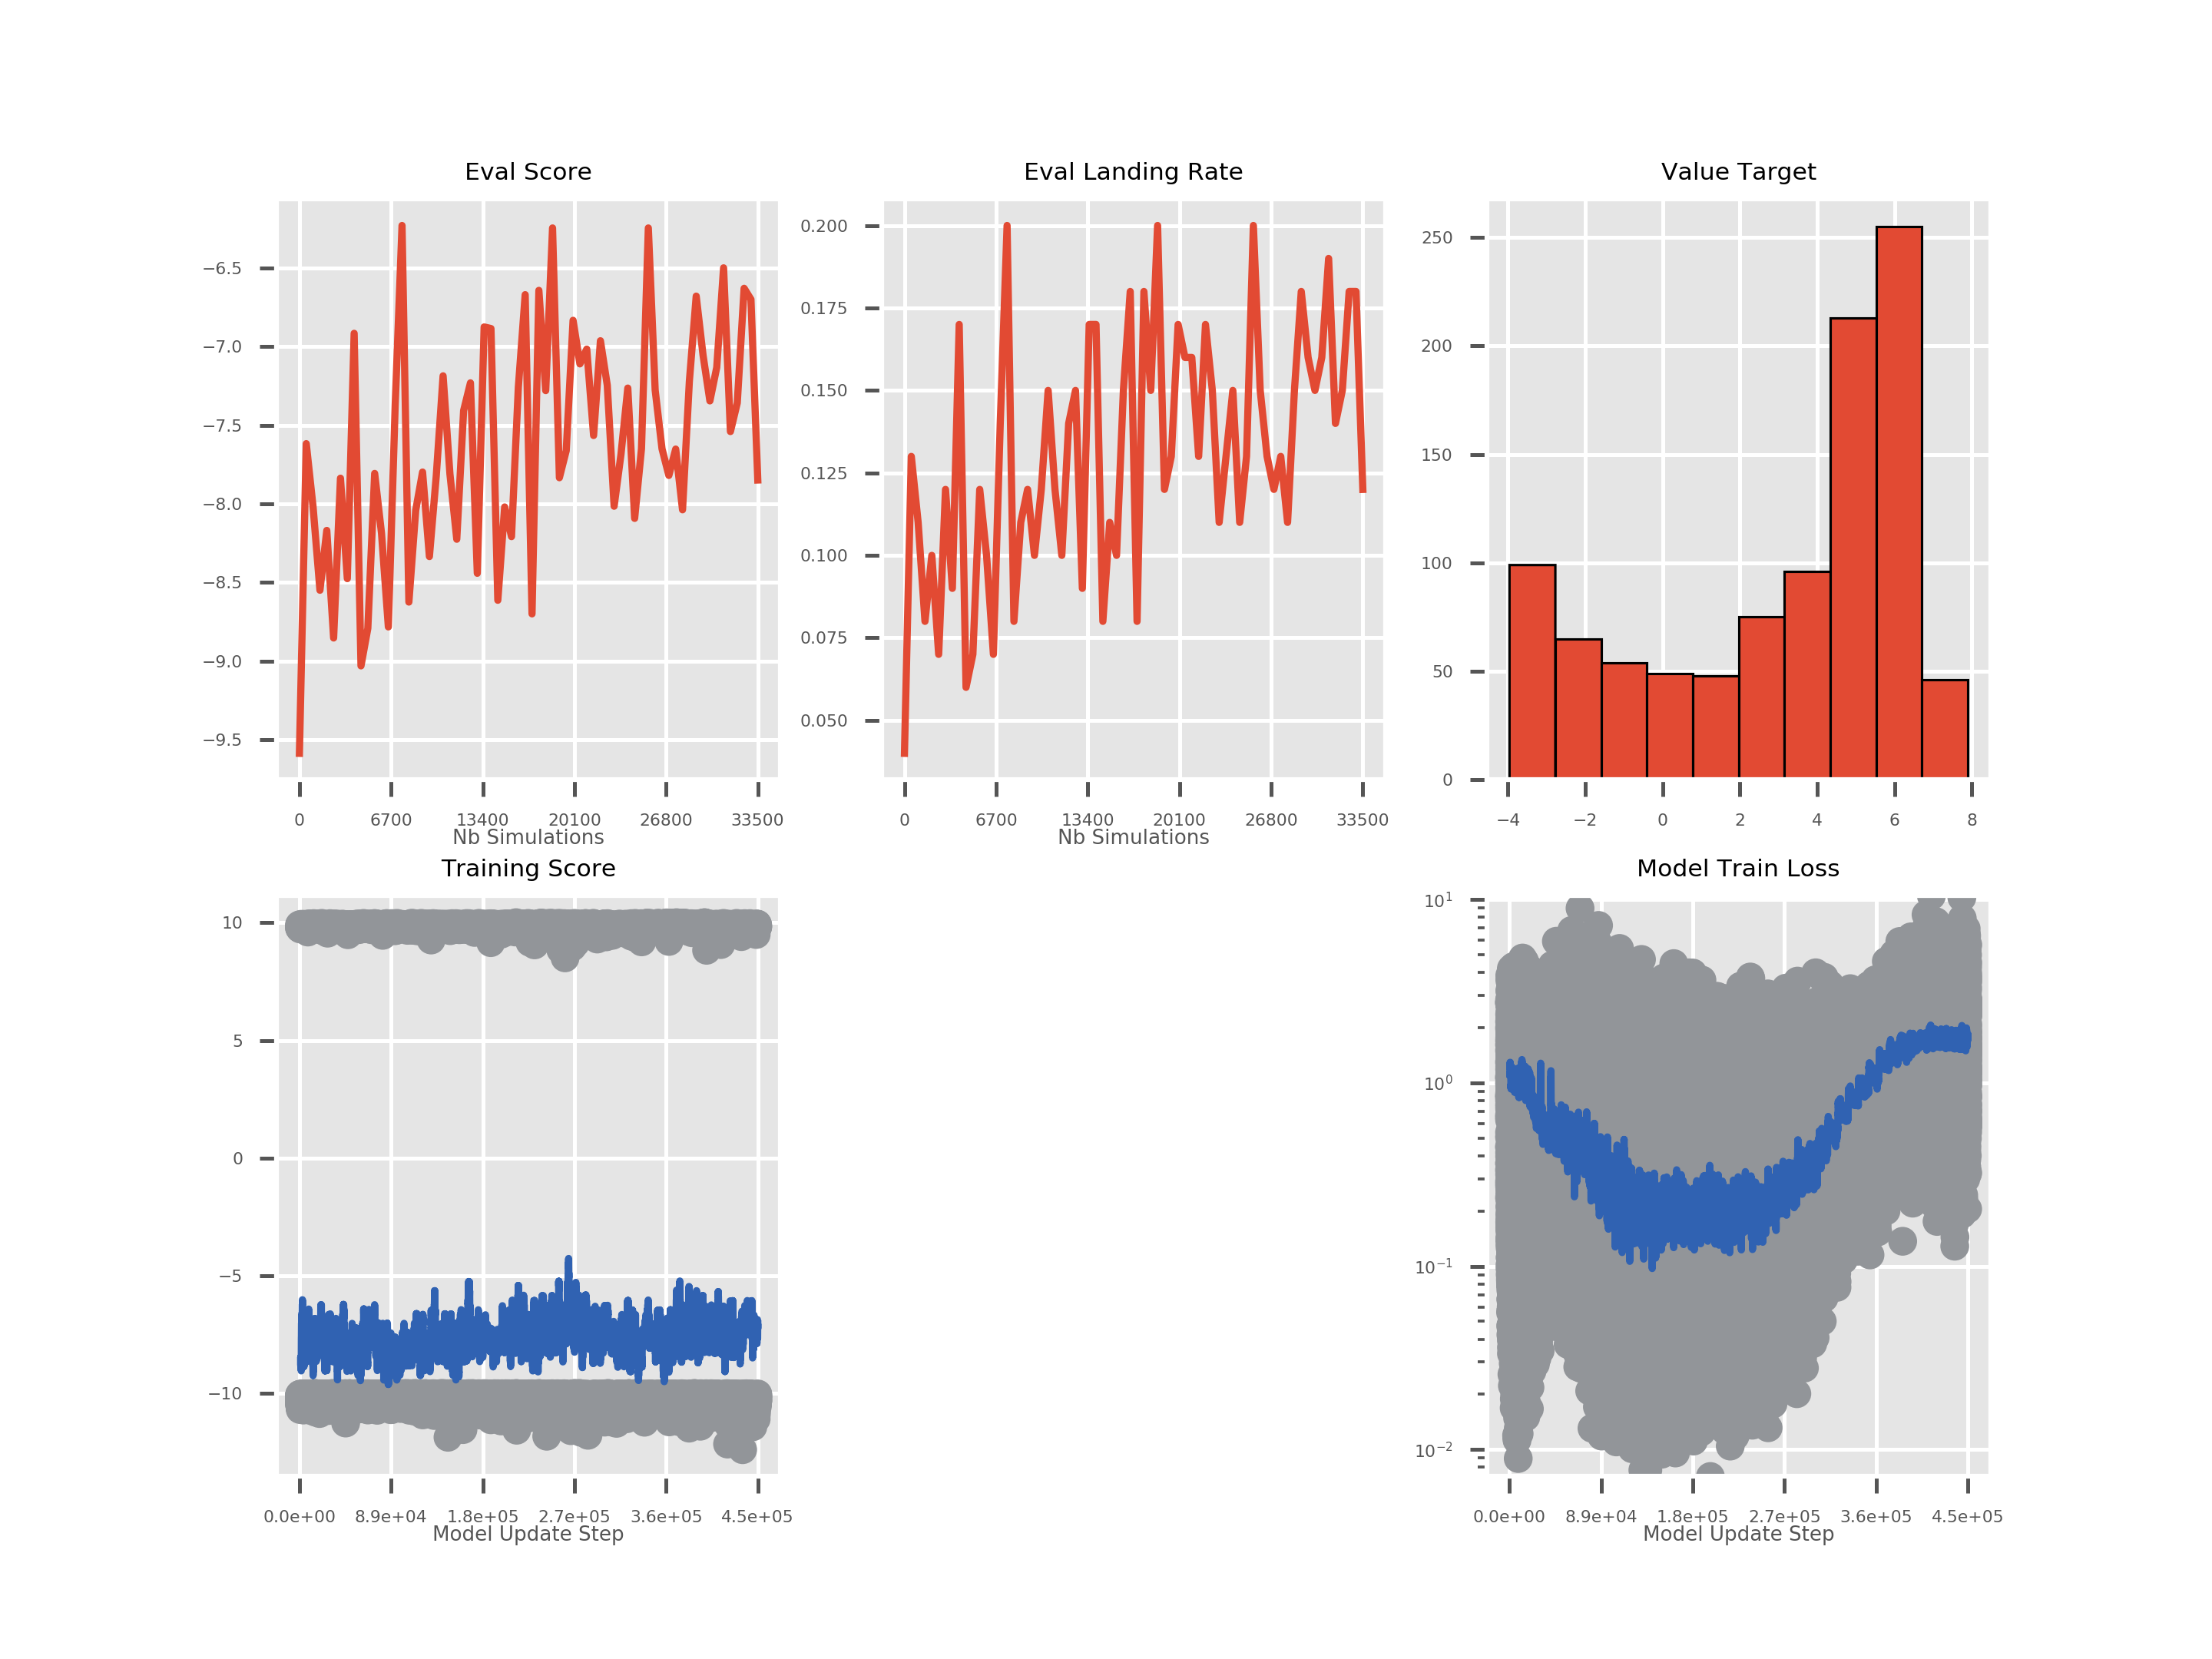 Eval Score
−6.5
−7.0
−7.5
−8.0
−8.5
−9.0
−9.5
0 6700 13400 20100 26800 33500
Nb Simulations
Eval Landing Rate
0.200
0.175
0.150
0.125
0.100
0.075
0.050
0 6700 13400 20100 26800 33500
Nb Simulations
Value Target
250
200
150
100
50
0
−4 −2 0 2 4 6 8
Training Score
10
5
0
−5
−10
0.0e+00 8.9e+04 1.8e+05 2.7e+05 3.6e+05 4.5e+05
Model Update Step
Model Train Loss
10¹
10⁰
10⁻¹
10⁻²
0.0e+00 8.9e+04 1.8e+05 2.7e+05 3.6e+05 4.5e+05
Model Update Step